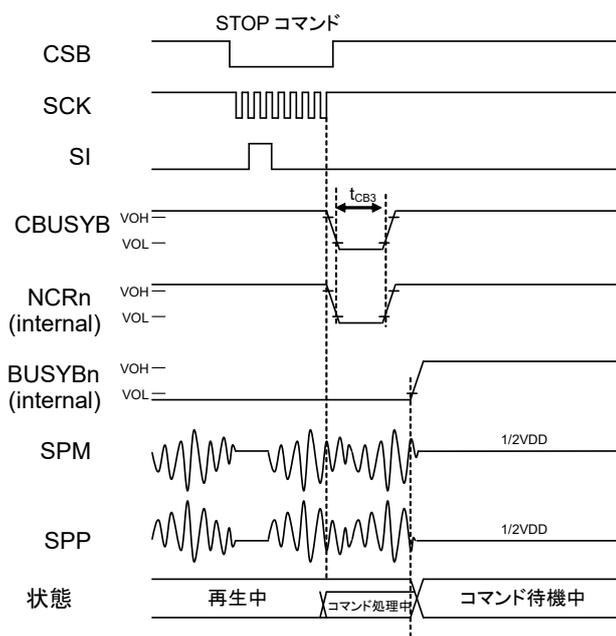 STOP コマンド
CSB
SCK
SI
tCB3
CBUSYB
VOH
VOL
NCRn
(internal)
VOH
VOL
BUSYBn
(internal)
VOH
VOL
SPM
1/2VDD
SPP
1/2VDD
状態
再生中
コマンド処理中
コマンド待機中